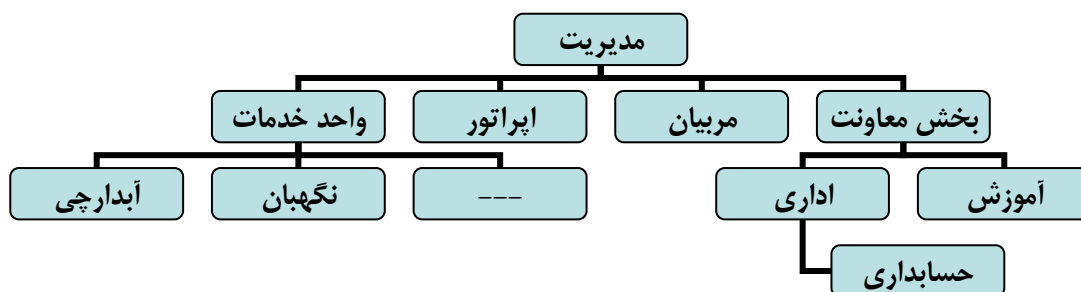 مدیریت
بخش معاونت
مربیان
اپراتور
واحد خدمات
آموزش
اداری
---
نگهبان
آبدارچی
حسابداری